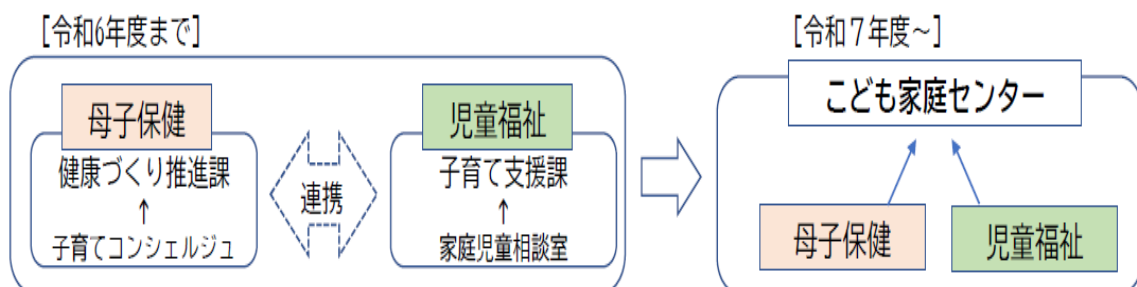 [令和6年度まで]
母子保健
健康づくり推進課
↑
子育てコンシェルジュ
連携
児童福祉
子育て支援課
↑
家庭児童相談室
[令和７年度～]
こども家庭センター
母子保健
児童福祉